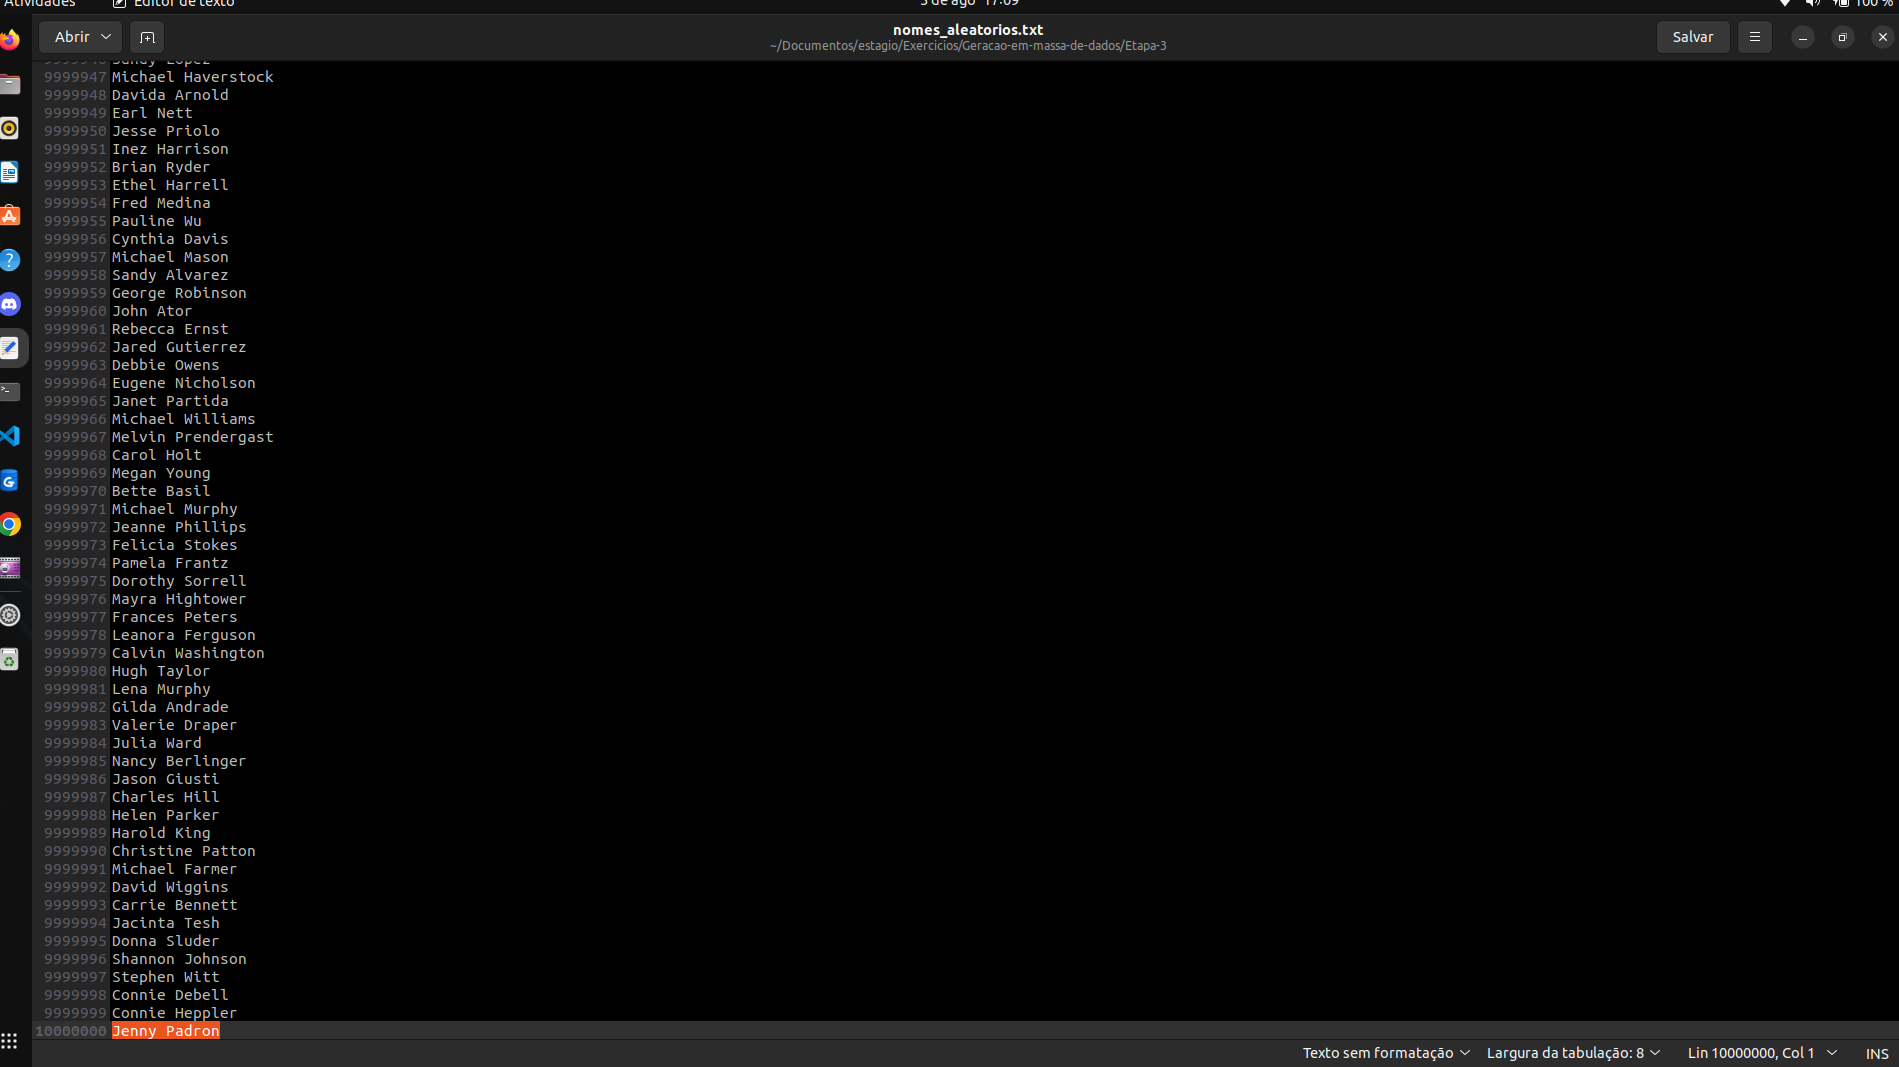 Atividades Editor de texto 3 de ago 17:09 100 %
Abrir nomes_aleatorios.txt Salvar
~/Documentos/estagio/Exercicios/Geracao-em-massa-de-dados/Etapa-3
9999946 Sandy Lopez
9999947 Michael Haverstock
9999948 Davida Arnold
9999949 Earl Nett
9999950 Jesse Priolo
9999951 Inez Harrison
9999952 Brian Ryder
9999953 Ethel Harrell
9999954 Fred Medina
9999955 Pauline Wu
9999956 Cynthia Davis
9999957 Michael Mason
9999958 Sandy Alvarez
9999959 George Robinson
9999960 John Ator
9999961 Rebecca Ernst
9999962 Jared Gutierrez
9999963 Debbie Owens
9999964 Eugene Nicholson
9999965 Janet Partida
9999966 Michael Williams
9999967 Melvin Prendergast
9999968 Carol Holt
9999969 Megan Young
9999970 Bette Basil
9999971 Michael Murphy
9999972 Jeanne Phillips
9999973 Felicia Stokes
9999974 Pamela Frantz
9999975 Dorothy Sorrell
9999976 Mayra Hightower
9999977 Frances Peters
9999978 Leanora Ferguson
9999979 Calvin Washington
9999980 Hugh Taylor
9999981 Lena Murphy
9999982 Gilda Andrade
9999983 Valerie Draper
9999984 Julia Ward
9999985 Nancy Berlinger
9999986 Jason Giusti
9999987 Charles Hill
9999988 Helen Parker
9999989 Harold King
9999990 Christine Patton
9999991 Michael Farmer
9999992 David Wiggins
9999993 Carrie Bennett
9999994 Jacinta Tesh
9999995 Donna Sluder
9999996 Shannon Johnson
9999997 Stephen Witt
9999998 Connie Debell
9999999 Connie Heppler
10000000 Jenny Padron
Texto sem formatação Largura da tabulação: 8 Lin 10000000, Col 1 INS